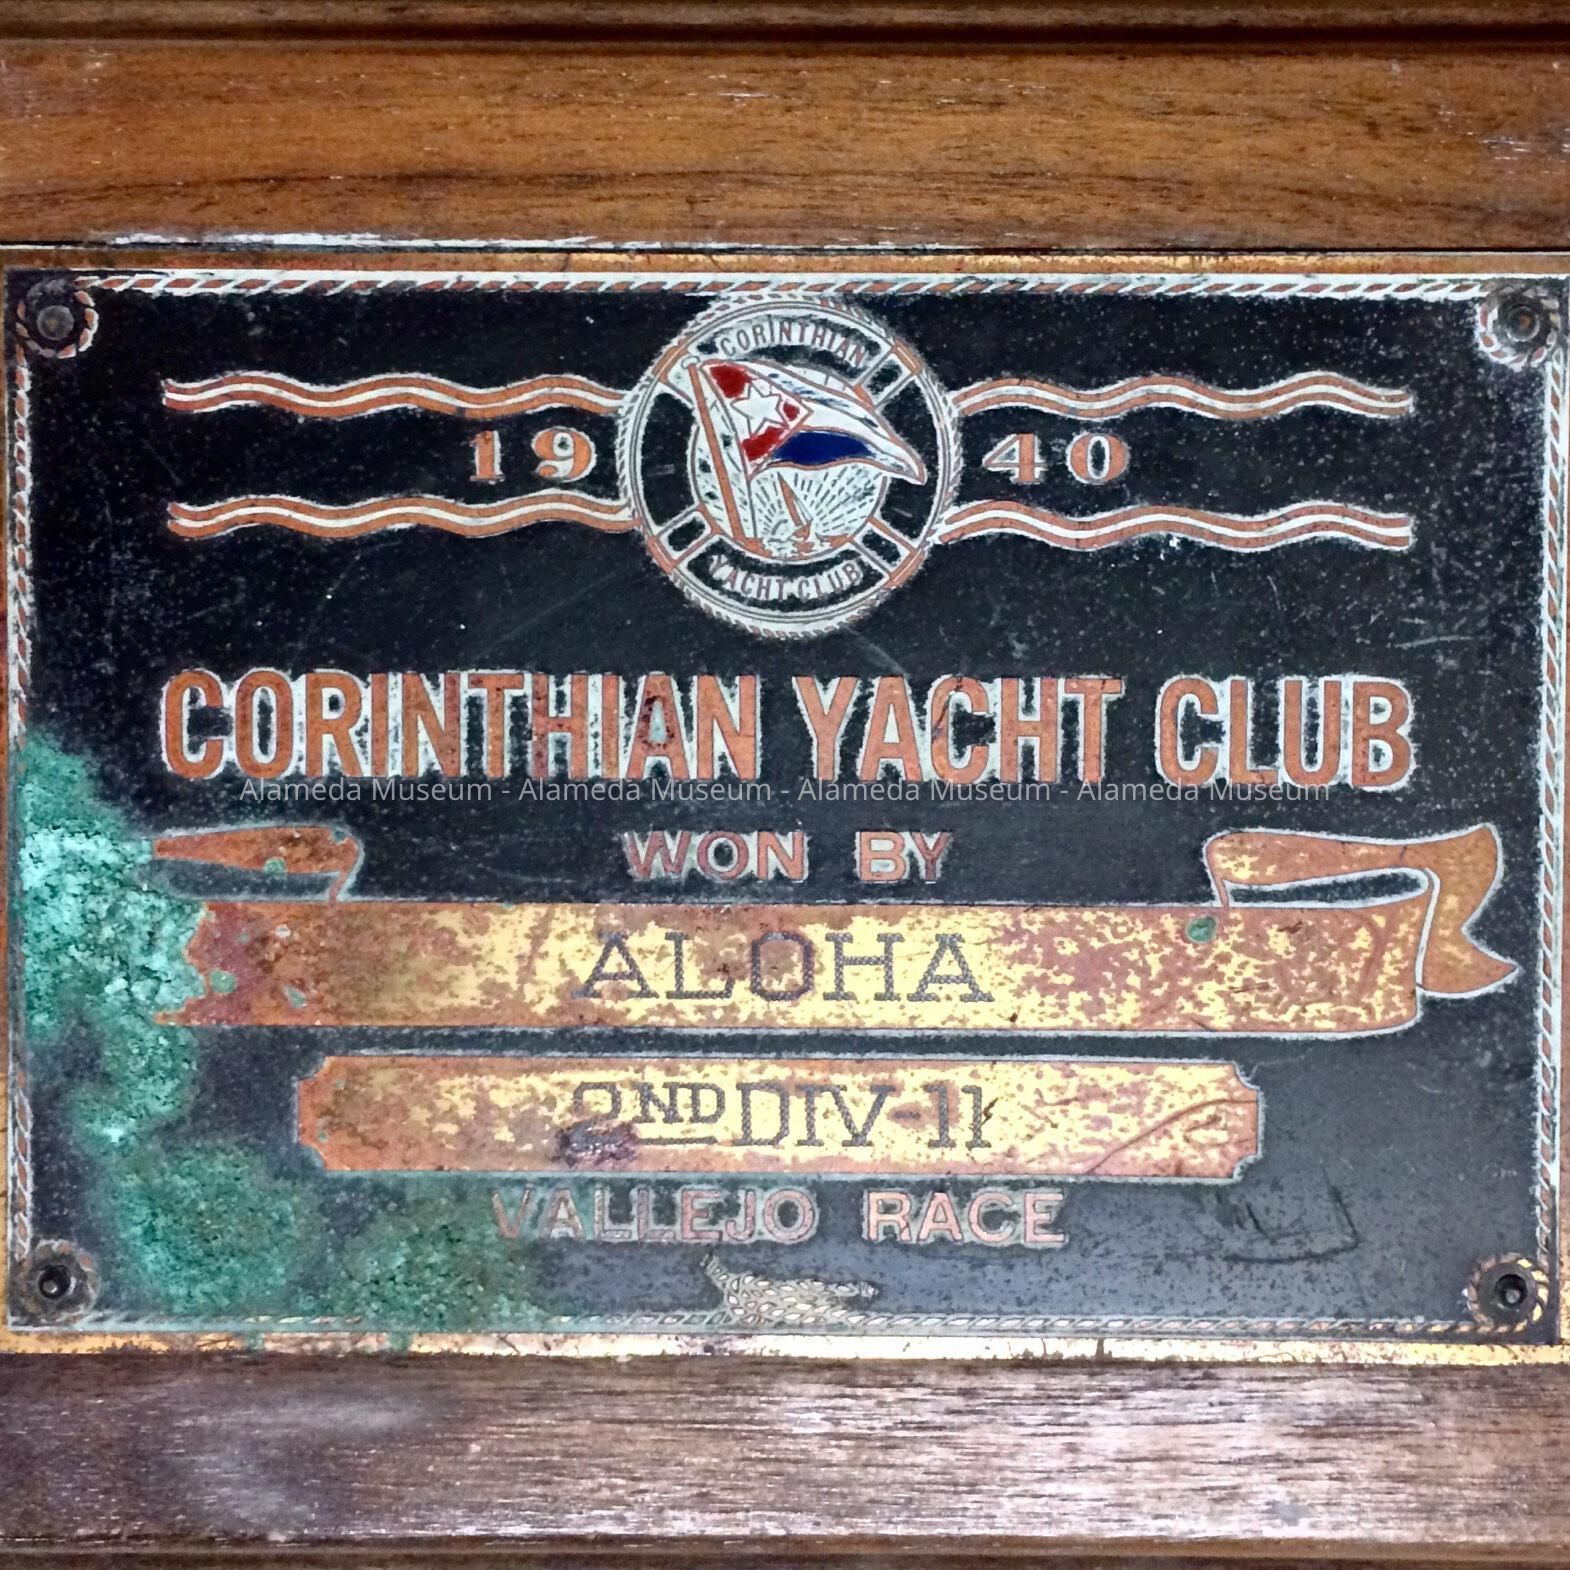 CORINTHIAN
19 40
YACHT CLUB
CORINTHIAN YACHT CLUB
Alameda Museum - Alameda Museum - Alameda Museum - Alameda Museum
WON BY
ALOHA
2ND DIV-11
VALLEJO RACE